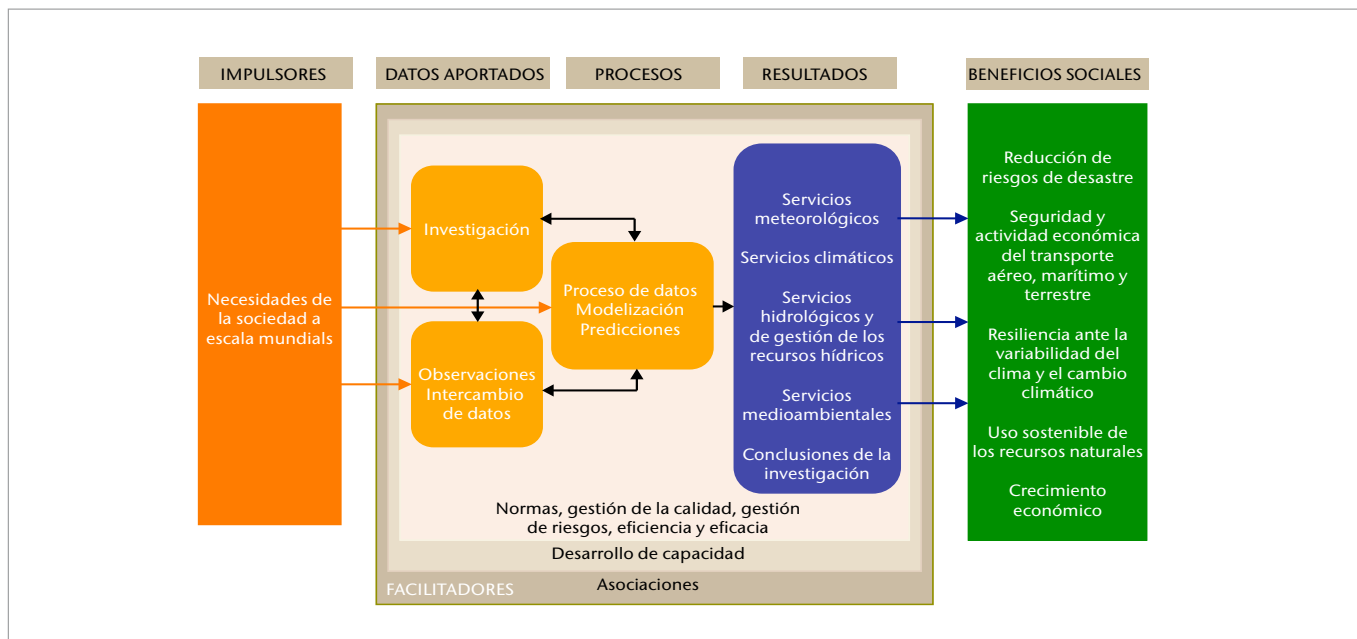 IMPULSORES
DATOS APORTADOS
PROCESOS
RESULTADOS
BENEFICIOS SOCIALES
Necesidades de
la sociedad a
escala mundials
Investigación
Observaciones
Intercambio
de datos
Proceso de datos
Modelización
Predicciones
Servicios
meteorológicos
Servicios climáticos
Servicios
hidrológicos y
de gestión de los
recursos hídricos
Servicios
medioambientales
Conclusiones de la
investigación
Reducción de
riesgos de desastre
Seguridad y
actividad económica
del transporte
aéreo, marítimo y
terrestre
Resiliencia ante la
variabilidad del
clima y el cambio
climático
Uso sostenible de
los recursos naturales
Crecimiento
económico
Normas, gestión de la calidad, gestión
de riesgos, eficiencia y eficacia
Desarrollo de capacidad
FACILITADORES
Asociaciones